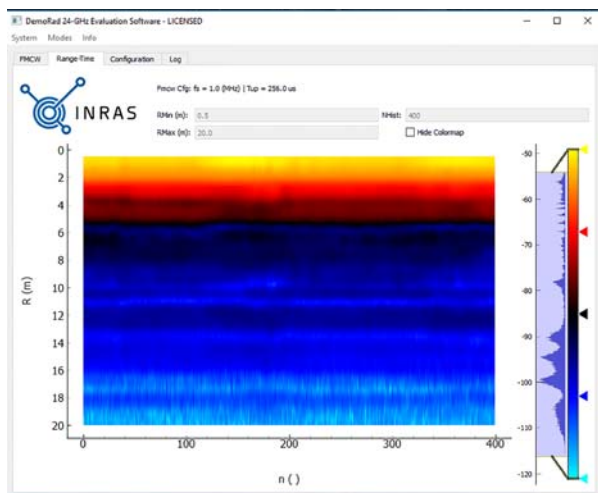 DemoRad 24-GHz Evaluation Software - LICENSED
System Modes Info
FMCW Range-Time Configuration Log
INRAS
Fmcw Cfg: fs = 1.0 (MHz) | Tup = 256.0 us
RMin (m): 0.5 NHist: 400
RMax (m): 20.0 Hide Colormap
0
2
4
6
8
10
12
14
16
18
20
R (m)
0 100 200 300 400
n ( )
-50
-60
-70
-80
-90
-100
-110
-120